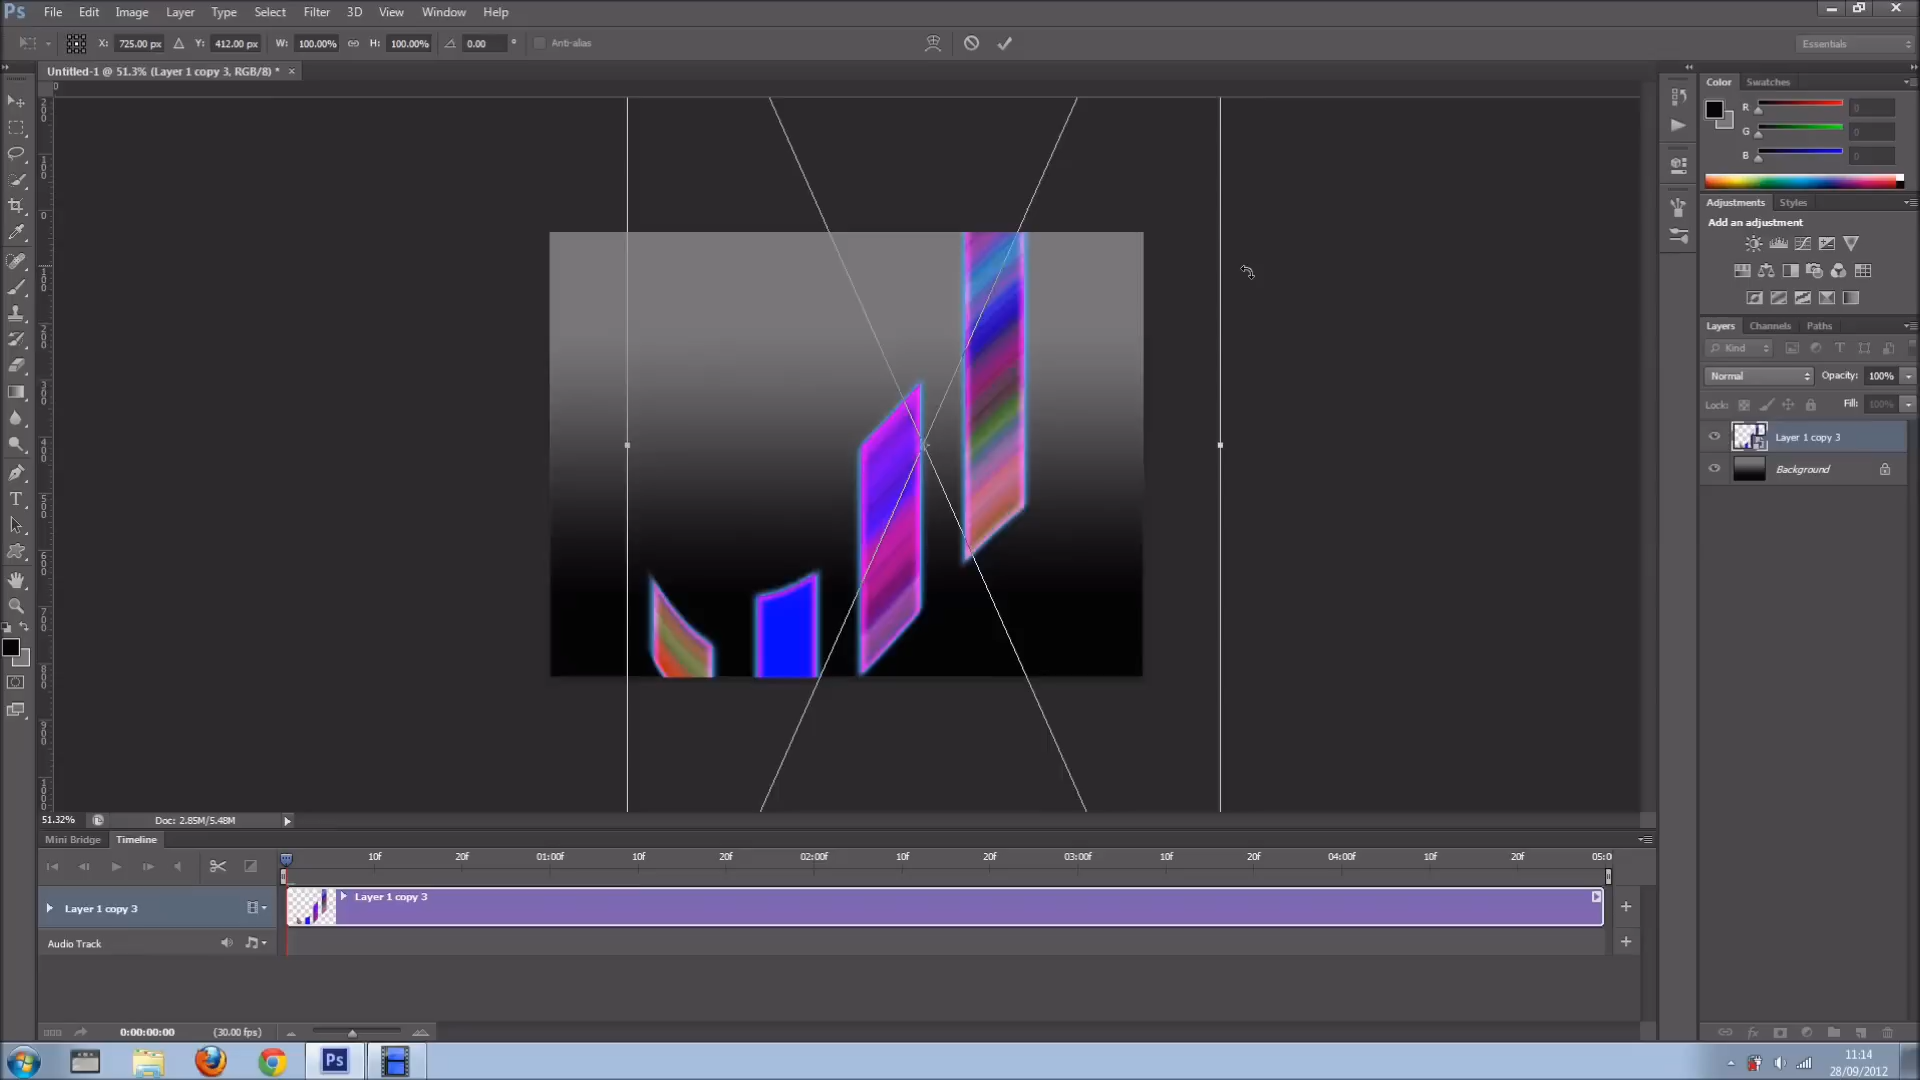 Ps File Edit Image Layer Type Select Filter 3D View Window Help
X: 725.00 px Y: 412.00 px W: 100.00% H: 100.00% 0.00 ° Anti-alias Essentials
Untitled-1 @ 51.3% (Layer 1 copy 3, RGB/8) * ×
Color Swatches
R 0
G 0
B 0
Adjustments Styles
Add an adjustment
Layers Channels Paths
Kind
Normal Opacity: 100%
Lock: Fill: 100%
Layer 1 copy 3
Background
51.32% Doc: 2.85M/5.48M
Mini Bridge Timeline
10f 20f 01:00f 10f 20f 02:00f 10f 20f 03:00f 10f 20f 04:00f 10f 20f 05:0
Layer 1 copy 3 Layer 1 copy 3
Audio Track
0:00:00:00 (30.00 fps)
Ps
11:14
28/09/2012